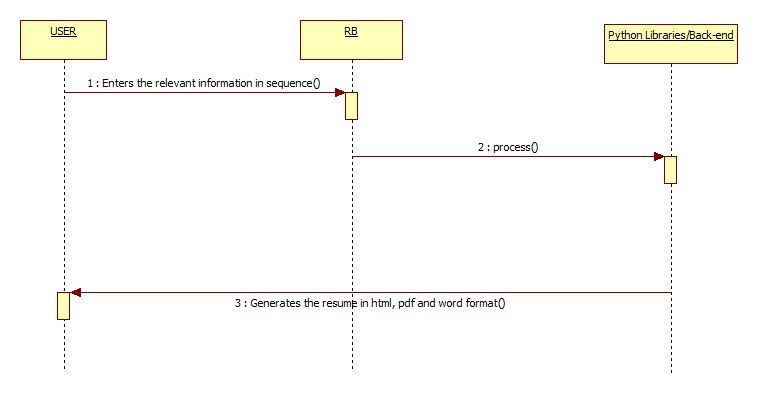 USER
RB
Python Libraries/Back-end
1 : Enters the relevant information in sequence()
2 : process()
3 : Generates the resume in html, pdf and word format()